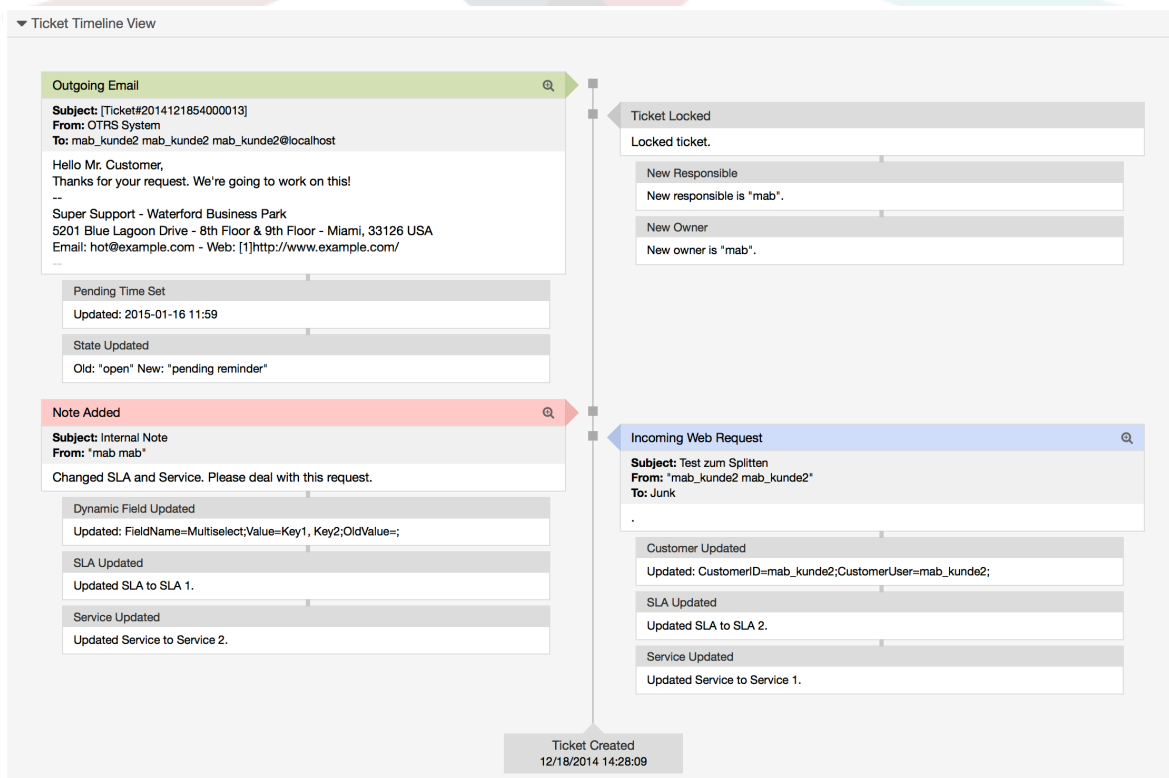 Ticket Timeline View
Outgoing Email
Subject: [Ticket#2014121854000013]
From: OTRS System
To: mab_kunde2 mab_kunde2 mab_kunde2@localhost
Hello Mr. Customer,
Thanks for your request. We're going to work on this!
--
Super Support - Waterford Business Park
5201 Blue Lagoon Drive - 8th Floor & 9th Floor - Miami, 33126 USA
Email: hot@example.com - Web: [1]http://www.example.com/
--
Pending Time Set
Updated: 2015-01-16 11:59
State Updated
Old: "open" New: "pending reminder"
Ticket Locked
Locked ticket.
New Responsible
New responsible is "mab".
New Owner
New owner is "mab".
Note Added
Subject: Internal Note
From: "mab mab"
Changed SLA and Service. Please deal with this request.
Dynamic Field Updated
Updated: FieldName=Multiselect;Value=Key1, Key2;OldValue=;
SLA Updated
Updated SLA to SLA 1.
Service Updated
Updated Service to Service 2.
Incoming Web Request
Subject: Test zum Splitten
From: "mab_kunde2 mab_kunde2"
To: Junk
.
Customer Updated
Updated: CustomerID=mab_kunde2;CustomerUser=mab_kunde2;
SLA Updated
Updated SLA to SLA 2.
Service Updated
Updated Service to Service 1.
Ticket Created
12/18/2014 14:28:09